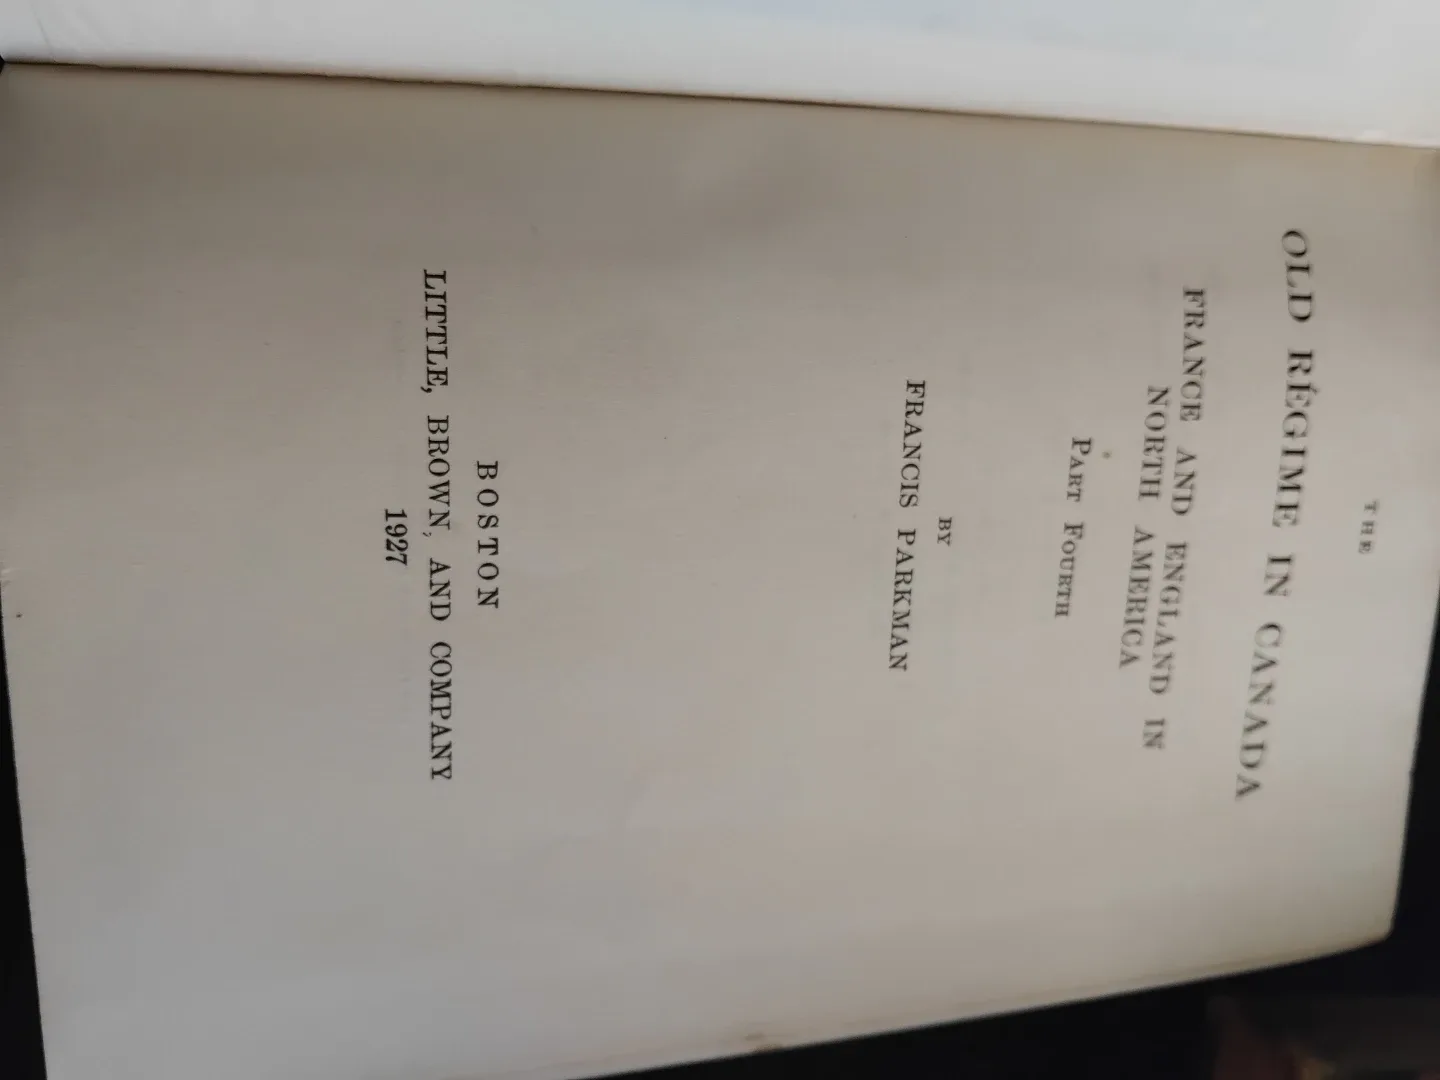 THE
OLD RÉGIME IN CANADA
FRANCE AND ENGLAND IN
NORTH AMERICA
PART FOURTH
BY
FRANCIS PARKMAN
BOSTON
LITTLE, BROWN, AND COMPANY
1927